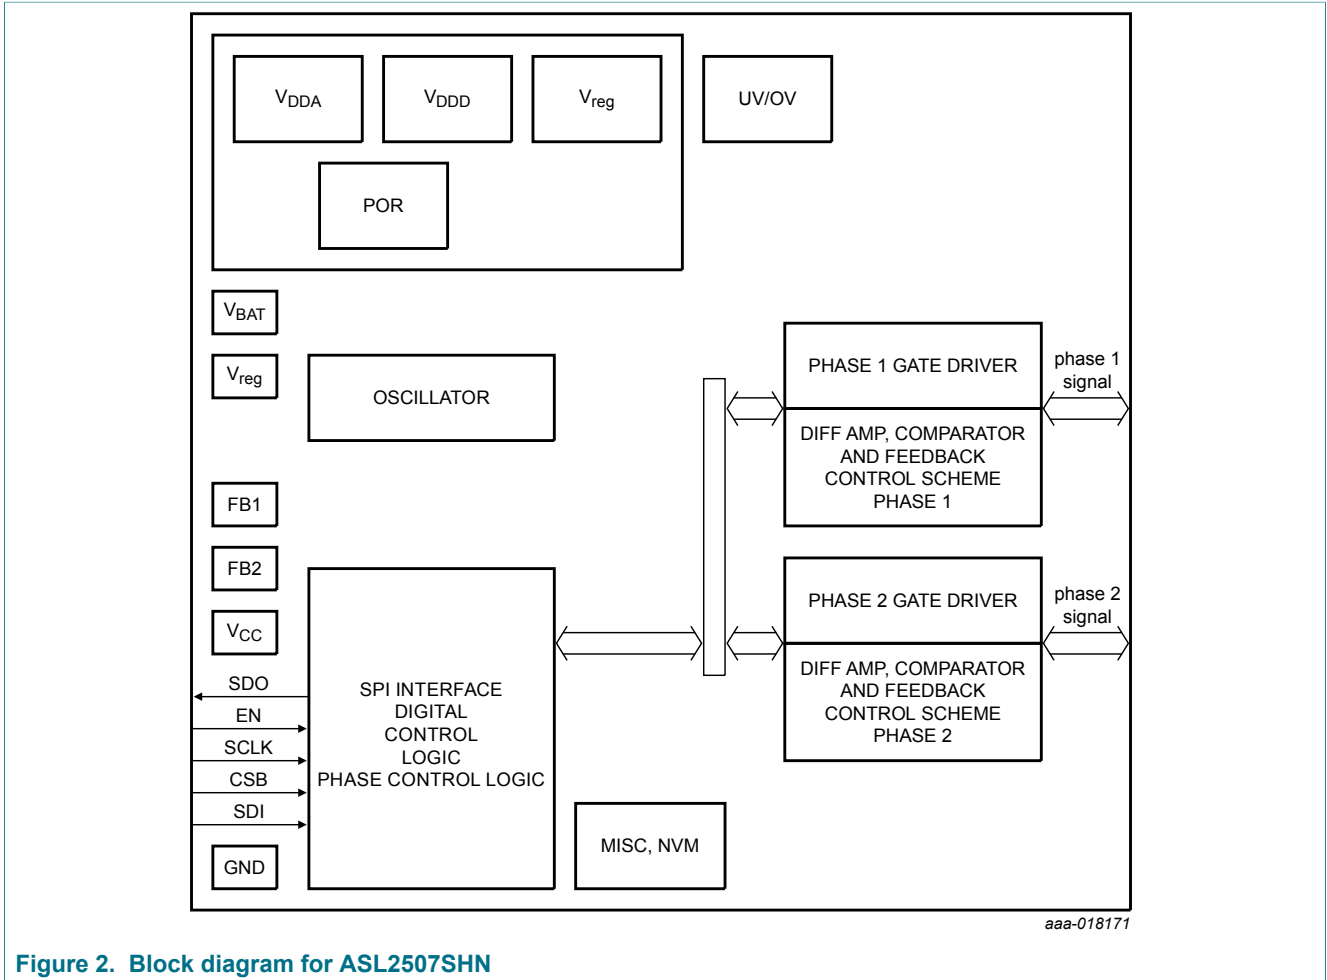 VDDA
VDDD
Vreg
UV/OV
POR
VBAT
Vreg
OSCILLATOR
PHASE 1 GATE DRIVER
phase 1
signal
DIFF AMP, COMPARATOR
AND FEEDBACK
CONTROL SCHEME
PHASE 1
FB1
FB2
VCC
PHASE 2 GATE DRIVER
phase 2
signal
DIFF AMP, COMPARATOR
AND FEEDBACK
CONTROL SCHEME
PHASE 2
SDO
EN
SCLK
CSB
SDI
SPI INTERFACE
DIGITAL
CONTROL
LOGIC
PHASE CONTROL LOGIC
MISC, NVM
GND
aaa-018171
Figure 2. Block diagram for ASL2507SHN